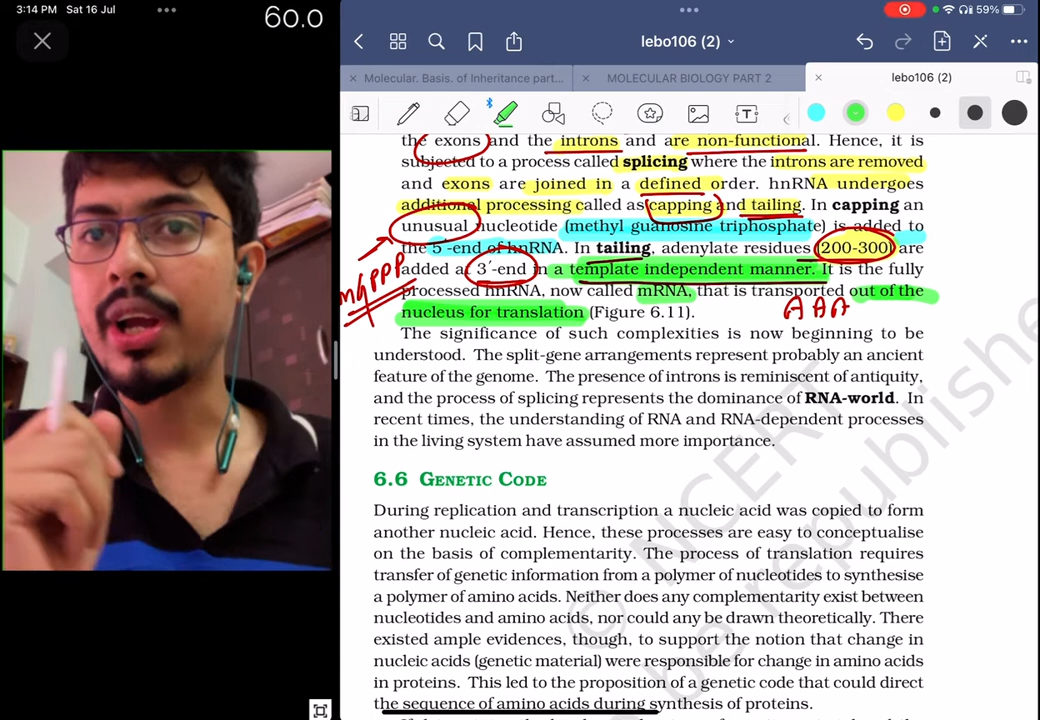 3:14 PM Sat 16 Jul
60.0
59%
lebo106 (2)
Molecular. Basis. of Inheritance part...
MOLECULAR BIOLOGY PART 2
lebo106 (2)
the exons and the introns and are non-functional. Hence, it is
subjected to a process called splicing where the introns are removed
and exons are joined in a defined order. hnRNA undergoes
additional processing called as capping and tailing. In capping an
unusual nucleotide (methyl guanosine triphosphate) is added to
the 5'-end of hnRNA. In tailing, adenylate residues (200-300) are
added at 3'-end in a template independent manner. It is the fully
processed hnRNA, now called mRNA, that is transported out of the
nucleus for translation (Figure 6.11).
mgppp
AAA
The significance of such complexities is now beginning to be
understood. The split-gene arrangements represent probably an ancient
feature of the genome. The presence of introns is reminiscent of antiquity,
and the process of splicing represents the dominance of RNA-world. In
recent times, the understanding of RNA and RNA-dependent processes
in the living system have assumed more importance.
6.6 GENETIC CODE
During replication and transcription a nucleic acid was copied to form
another nucleic acid. Hence, these processes are easy to conceptualise
on the basis of complementarity. The process of translation requires
transfer of genetic information from a polymer of nucleotides to synthesise
a polymer of amino acids. Neither does any complementarity exist between
nucleotides and amino acids, nor could any be drawn theoretically. There
existed ample evidences, though, to support the notion that change in
nucleic acids (genetic material) were responsible for change in amino acids
in proteins. This led to the proposition of a genetic code that could direct
the sequence of amino acids during synthesis of proteins.
© NCERT
be republished